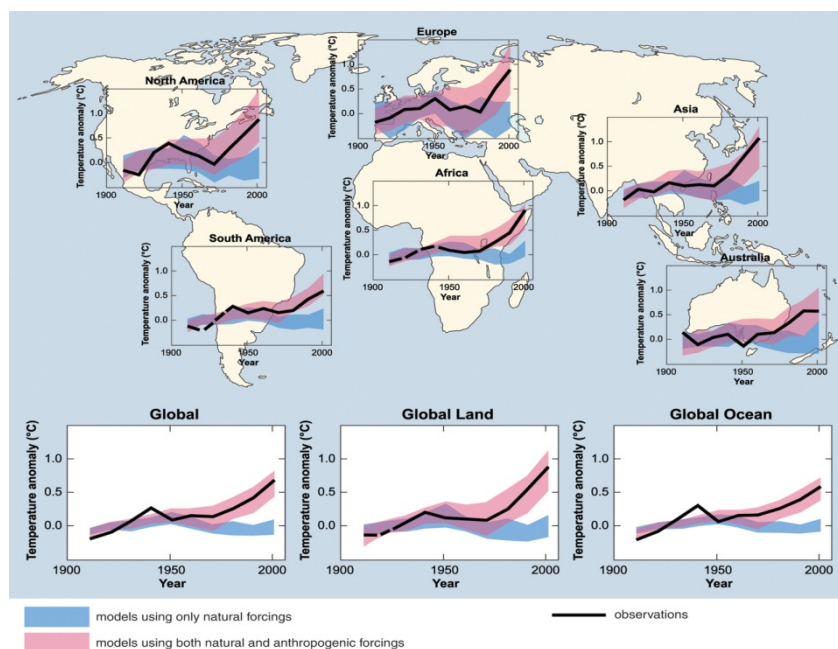 Europe
Temperature anomaly (°C)
1.0
0.5
0.0
1900
1950
2000
Year
North America
Temperature anomaly (°C)
1.0
0.5
0.0
1900
1950
2000
Year
Asia
Temperature anomaly (°C)
1.0
0.5
0.0
1900
1950
2000
Year
Africa
Temperature anomaly (°C)
1.0
0.5
0.0
1900
1950
2000
Year
South America
Temperature anomaly (°C)
1.0
0.5
0.0
1900
1950
2000
Year
Australia
Temperature anomaly (°C)
1.0
0.5
0.0
1900
1950
2000
Year
Global
Temperature anomaly (°C)
1.0
0.5
0.0
1900
1950
2000
Year
Global Land
Temperature anomaly (°C)
1.0
0.5
0.0
1900
1950
2000
Year
Global Ocean
Temperature anomaly (°C)
1.0
0.5
0.0
1900
1950
2000
Year
models using only natural forcings
observations
models using both natural and anthropogenic forcings